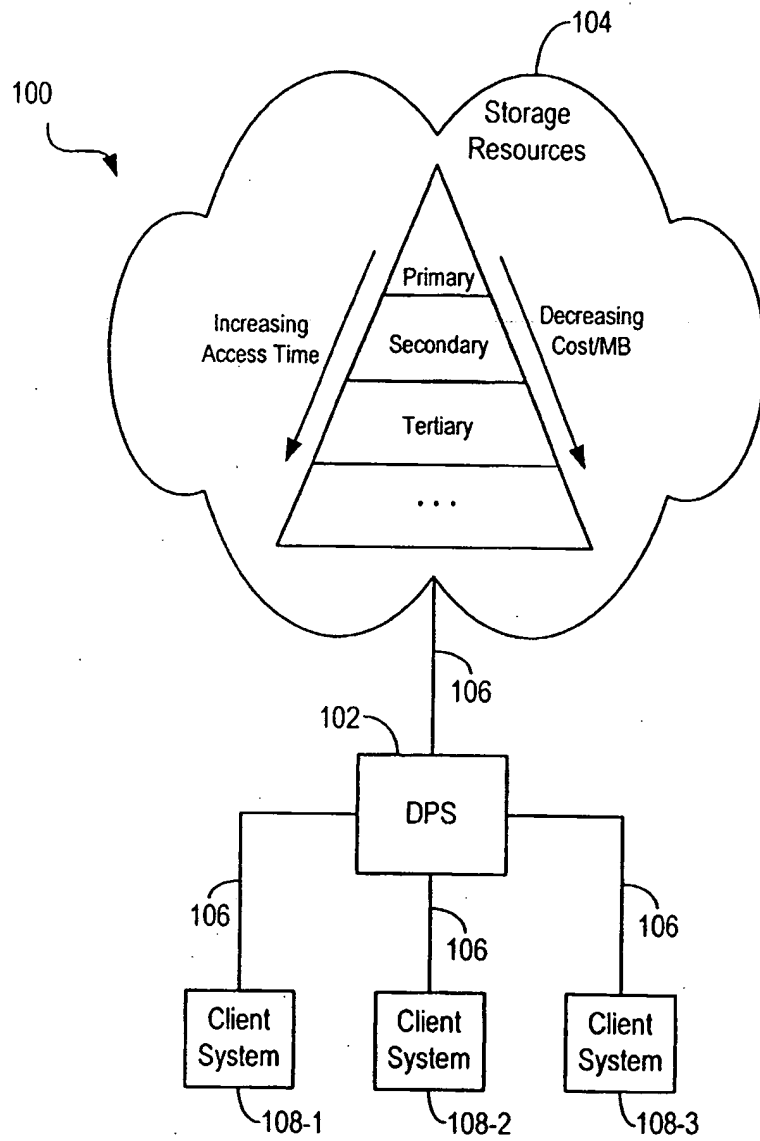 104
100
Storage
Resources
Primary
Increasing
Access Time
Decreasing
Cost/MB
Secondary
Tertiary
...
106
102
DPS
106
106
106
Client
System
Client
System
Client
System
108-1
108-2
108-3